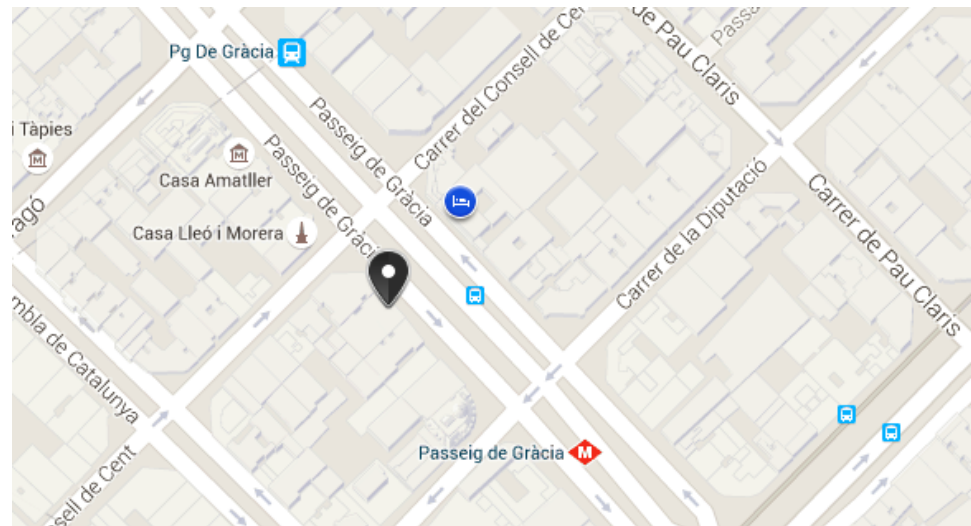 Pg De Gràcia
Carrer del Consell de Ce
de Pau Claris
Passa
i Tàpies
Casa Amatller
Passeig de Gràcia
Passeig de Gràci
Casa Lleó i Morera
agó
Carrer de la Diputació
Carrer de Pau Claris
mbla de Catalunya
Passeig de Gràcia
M
sell de Cent